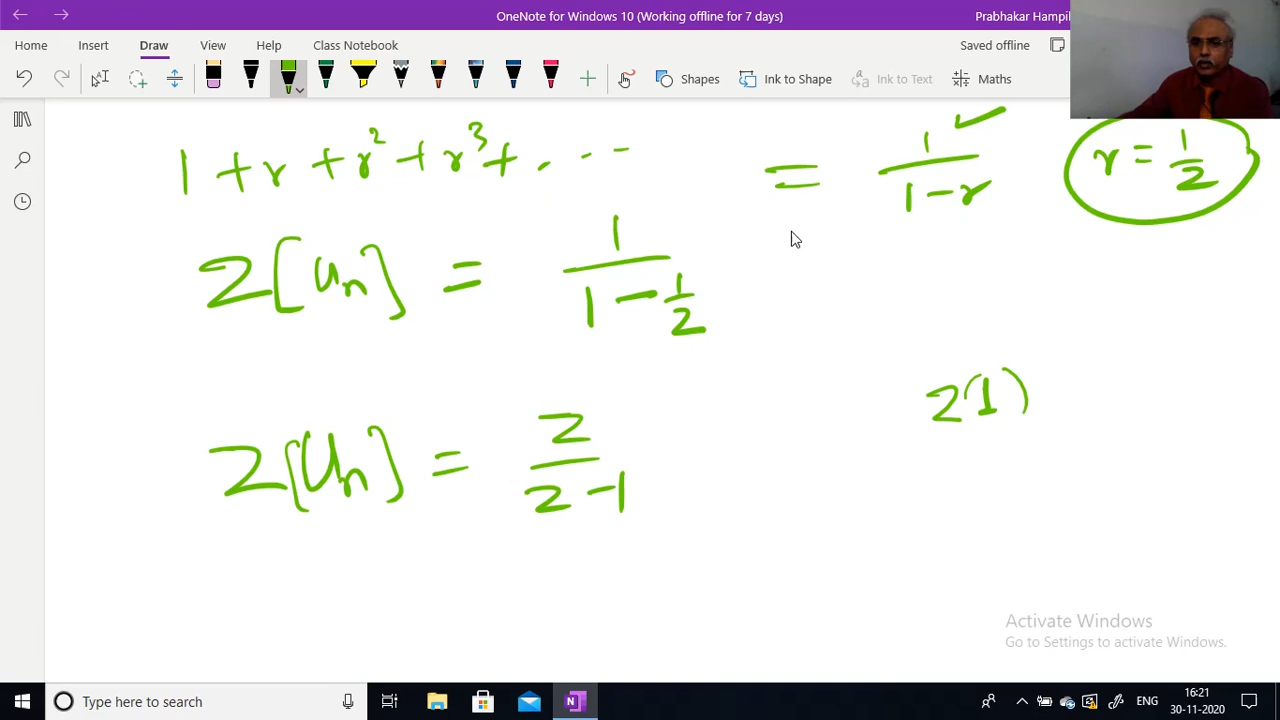 OneNote for Windows 10 (Working offline for 7 days)
Prabhakar Hampil
Home Insert Draw View Help Class Notebook
Saved offline
Shapes Ink to Shape Ink to Text Maths
1 + r + r² + r³ + . . . = 1/(1-r) ✓ r = 1/2
Z[Un] = 1/(1 - 1/z)
Z[Un] = z/(z-1)
Z(1)
Activate Windows
Go to Settings to activate Windows.
Type here to search
ENG
16:21
30-11-2020